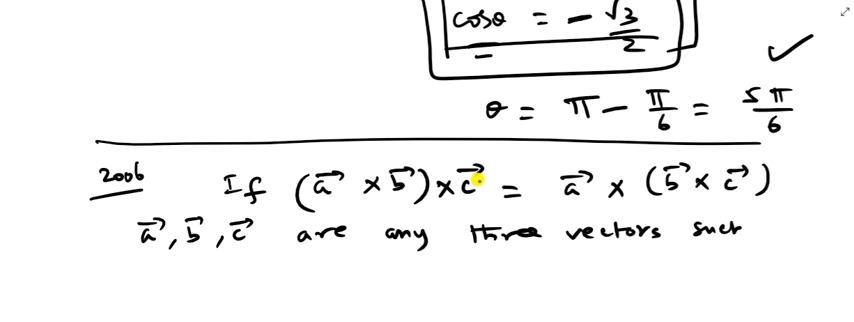 cosθ = - √3/2
θ = π - π/6 = 5π/6
2006 If (a⃗ × b⃗) × c⃗ = a⃗ × (b⃗ × c⃗)
a⃗, b⃗, c⃗ are any three vectors such